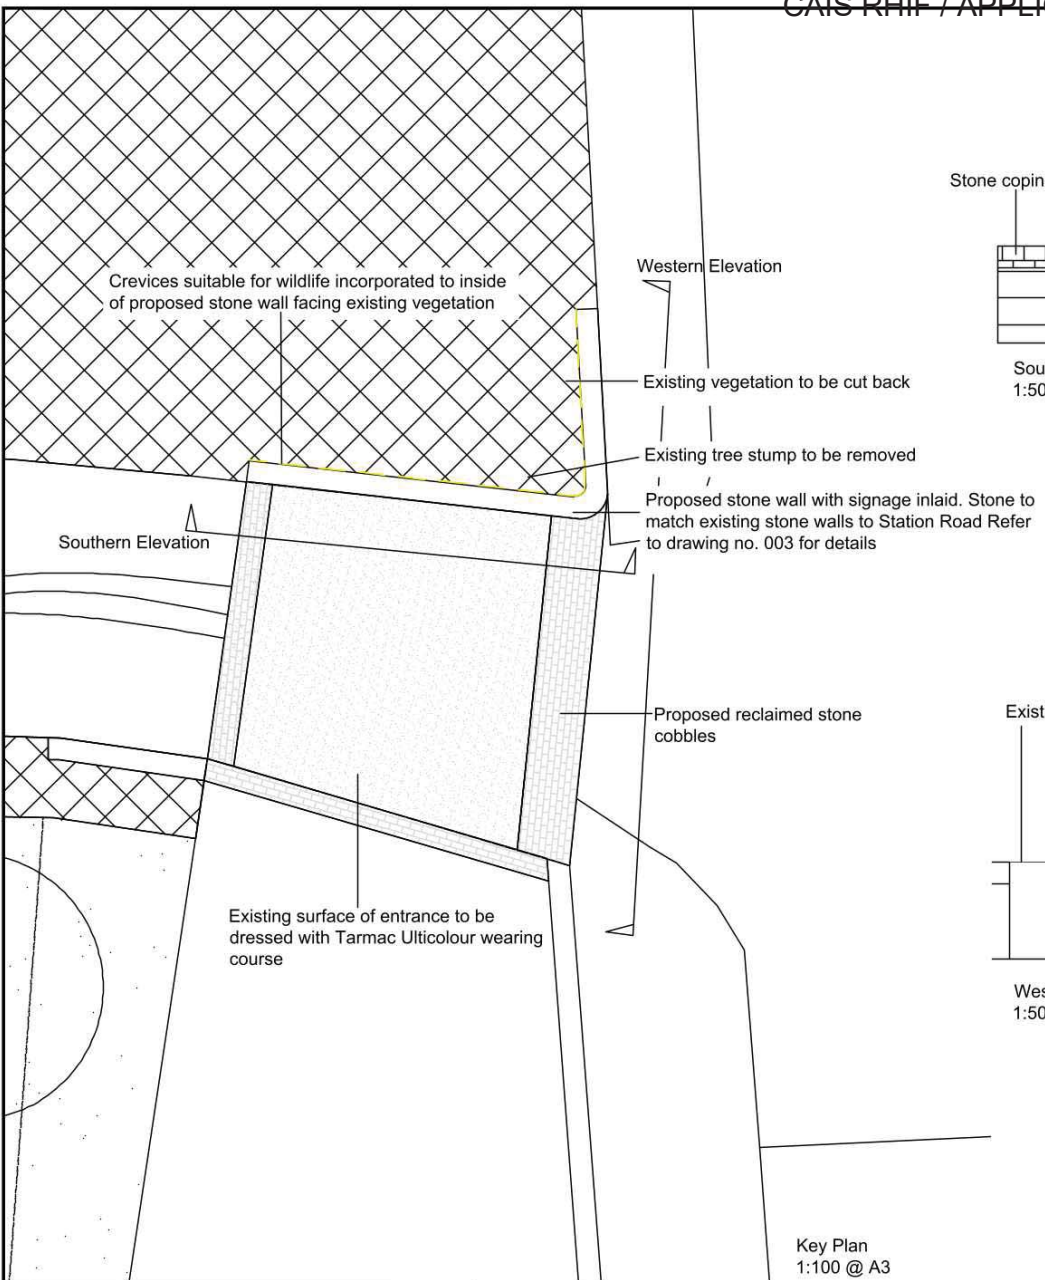 CAIS RHIF / APPLI
Stone copin
Crevices suitable for wildlife incorporated to inside
of proposed stone wall facing existing vegetation
Western Elevation
Sou
1:50
Existing vegetation to be cut back
Existing tree stump to be removed
Proposed stone wall with signage inlaid. Stone to
match existing stone walls to Station Road Refer
to drawing no. 003 for details
Southern Elevation
Proposed reclaimed stone
cobbles
Exist
Existing surface of entrance to be
dressed with Tarmac Ulticolour wearing
course
Wes
1:50
Key Plan
1:100 @ A3